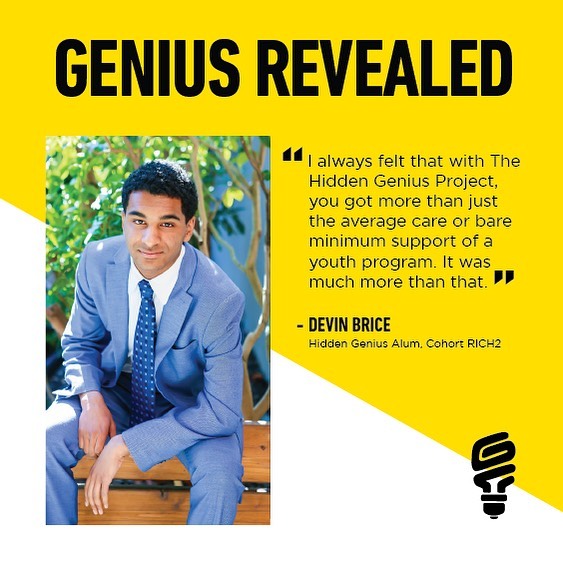 GENIUS REVEALED
❝ I always felt that with The
Hidden Genius Project,
you got more than just
the average care or bare
minimum support of a
youth program. It was
much more than that. ❞
- DEVIN BRICE
Hidden Genius Alum, Cohort RICH2